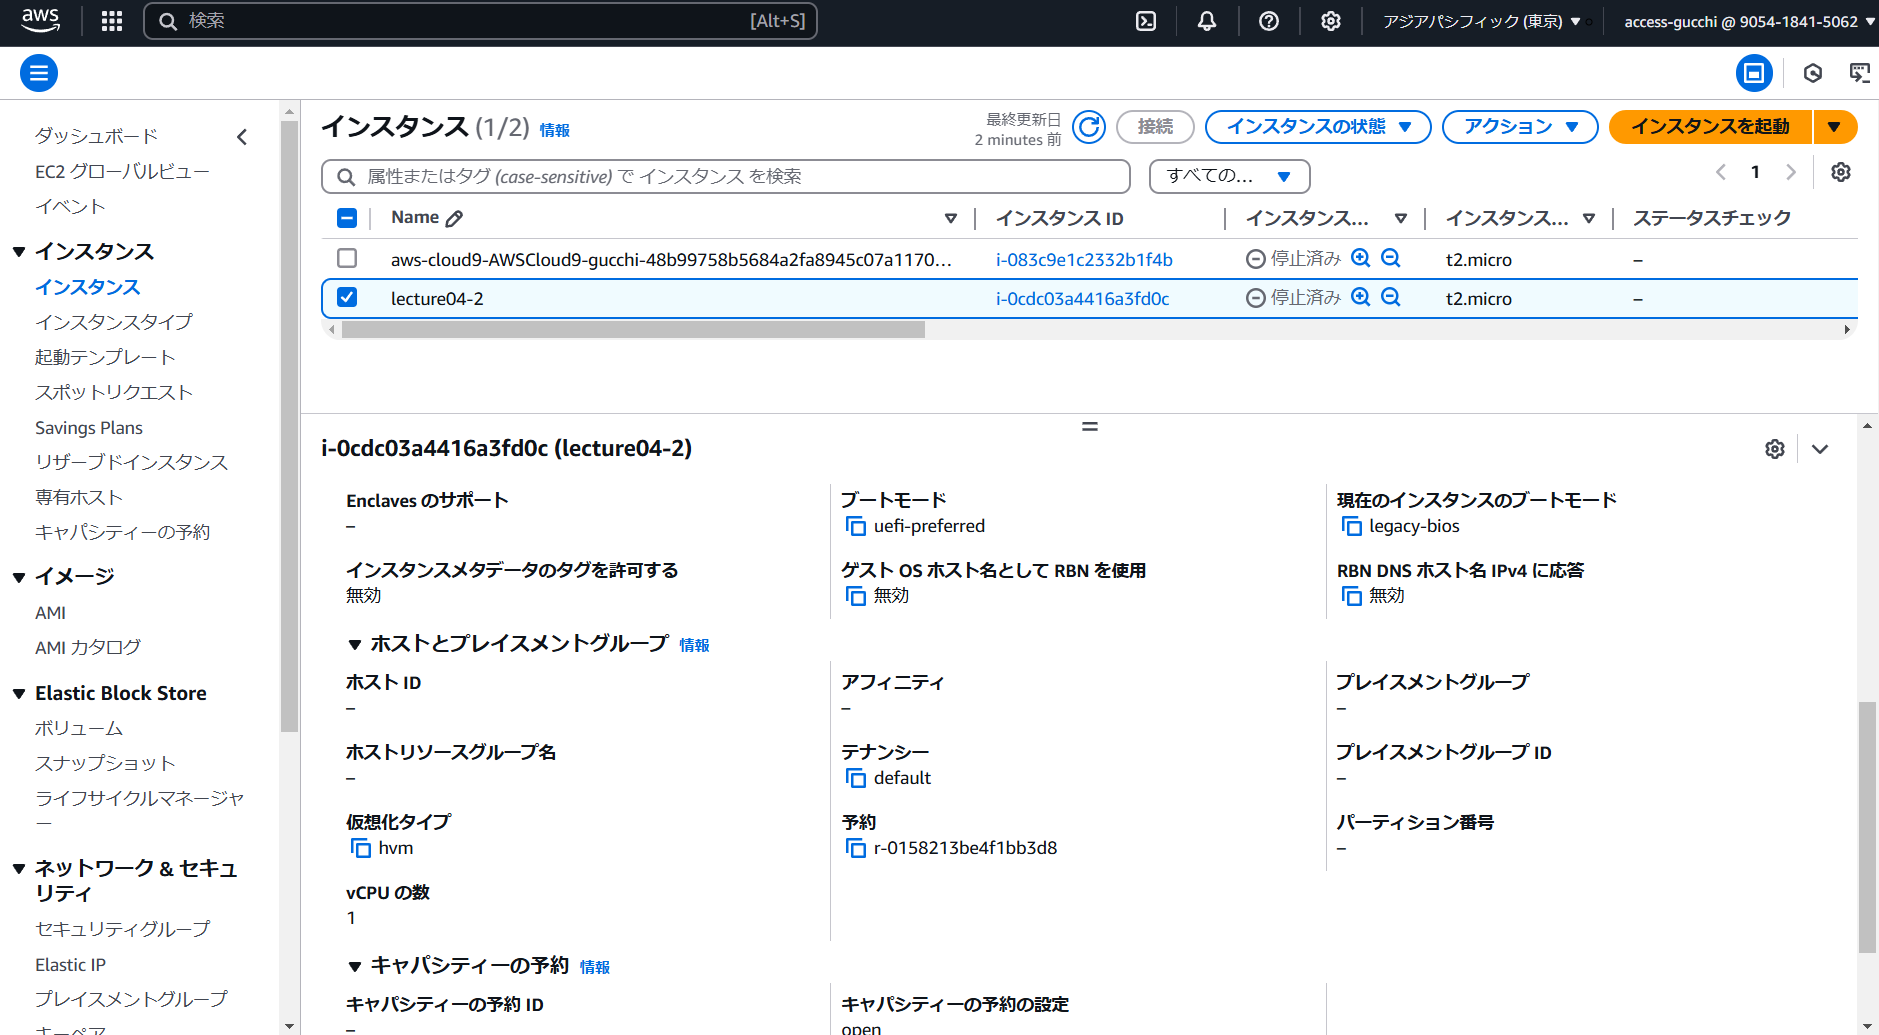 aws
検索
[Alt+S]
アジアパシフィック (東京) ▼
access-gucchi @ 9054-1841-5062 ▼
ダッシュボード
EC2 グローバルビュー
イベント
インスタンス
インスタンス
インスタンスタイプ
起動テンプレート
スポットリクエスト
Savings Plans
リザーブドインスタンス
専有ホスト
キャパシティーの予約
イメージ
AMI
AMI カタログ
Elastic Block Store
ボリューム
スナップショット
ライフサイクルマネージャ
ー
ネットワーク & セキュ
リティ
セキュリティグループ
Elastic IP
プレイスメントグループ
キーペア
インスタンス (1/2) 情報
最終更新日
2 minutes 前
接続
インスタンスの状態
アクション
インスタンスを起動
属性またはタグ (case-sensitive) で インスタンス を検索
すべての...
1
Name インスタンス ID インスタンス... インスタンス... ステータスチェック
aws-cloud9-AWSCloud9-gucchi-48b99758b5684a2fa8945c07a1170... i-083c9e1c2332b1f4b 停止済み t2.micro –
lecture04-2 i-0cdc03a4416a3fd0c 停止済み t2.micro –
i-0cdc03a4416a3fd0c (lecture04-2)
Enclaves のサポート
–
ブートモード
uefi-preferred
現在のインスタンスのブートモード
legacy-bios
インスタンスメタデータのタグを許可する
無効
ゲスト OS ホスト名として RBN を使用
無効
RBN DNS ホスト名 IPv4 に応答
無効
ホストとプレイスメントグループ 情報
ホスト ID
–
アフィニティ
–
プレイスメントグループ
–
ホストリソースグループ名
–
テナンシー
default
プレイスメントグループ ID
–
仮想化タイプ
hvm
予約
r-0158213be4f1bb3d8
パーティション番号
–
vCPU の数
1
キャパシティーの予約 情報
キャパシティーの予約 ID
–
キャパシティーの予約の設定
open